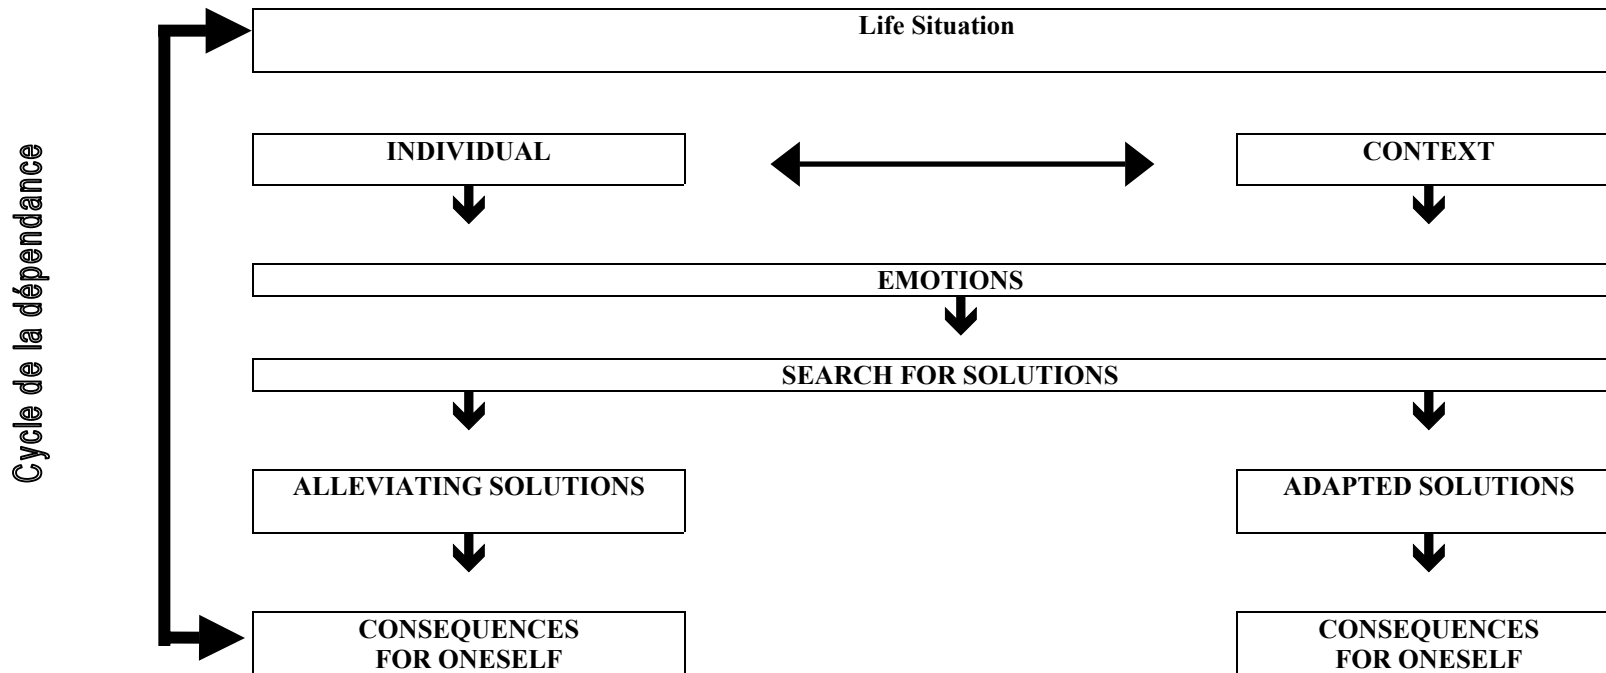 Cycle de la dépendance
Life Situation
INDIVIDUAL
CONTEXT
EMOTIONS
SEARCH FOR SOLUTIONS
ALLEVIATING SOLUTIONS
ADAPTED SOLUTIONS
CONSEQUENCES
FOR ONESELF
CONSEQUENCES
FOR ONESELF